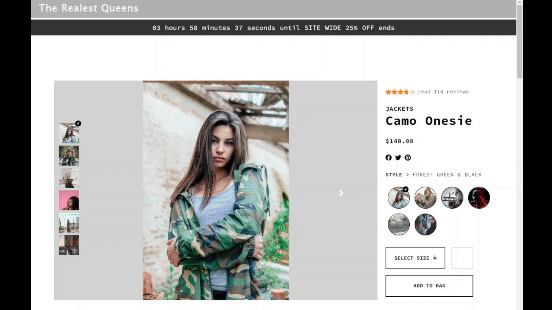 The Realest Queens
03 hours 58 minutes 37 seconds until SITE WIDE 25% OFF ends
read 114 reviews
JACKETS
Camo Onesie
$140.00
STYLE > FOREST GREEN & BLACK
SELECT SIZE ↓
ADD TO BAG